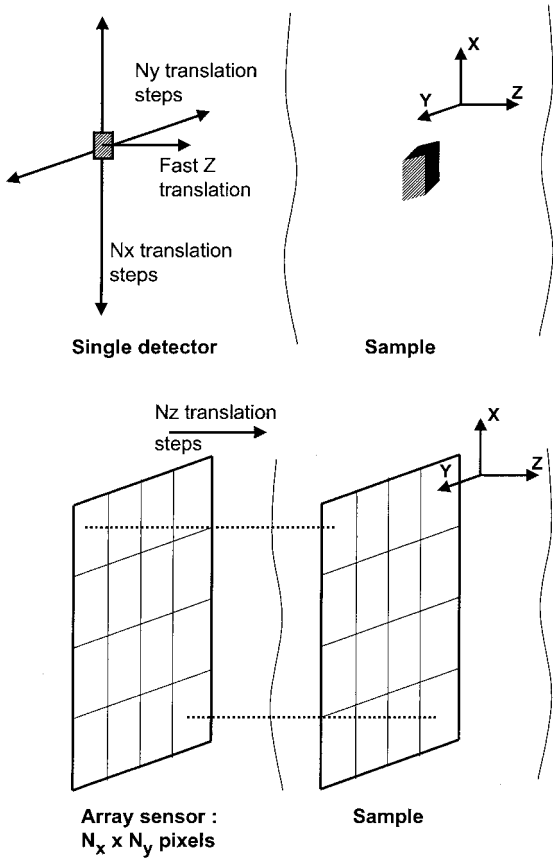 Ny translation
steps
Fast Z
translation
Nx translation
steps
X
Y
Z
Single detector
Sample
Nz translation
steps
X
Y
Z
Array sensor :
Nx x Ny pixels
Sample